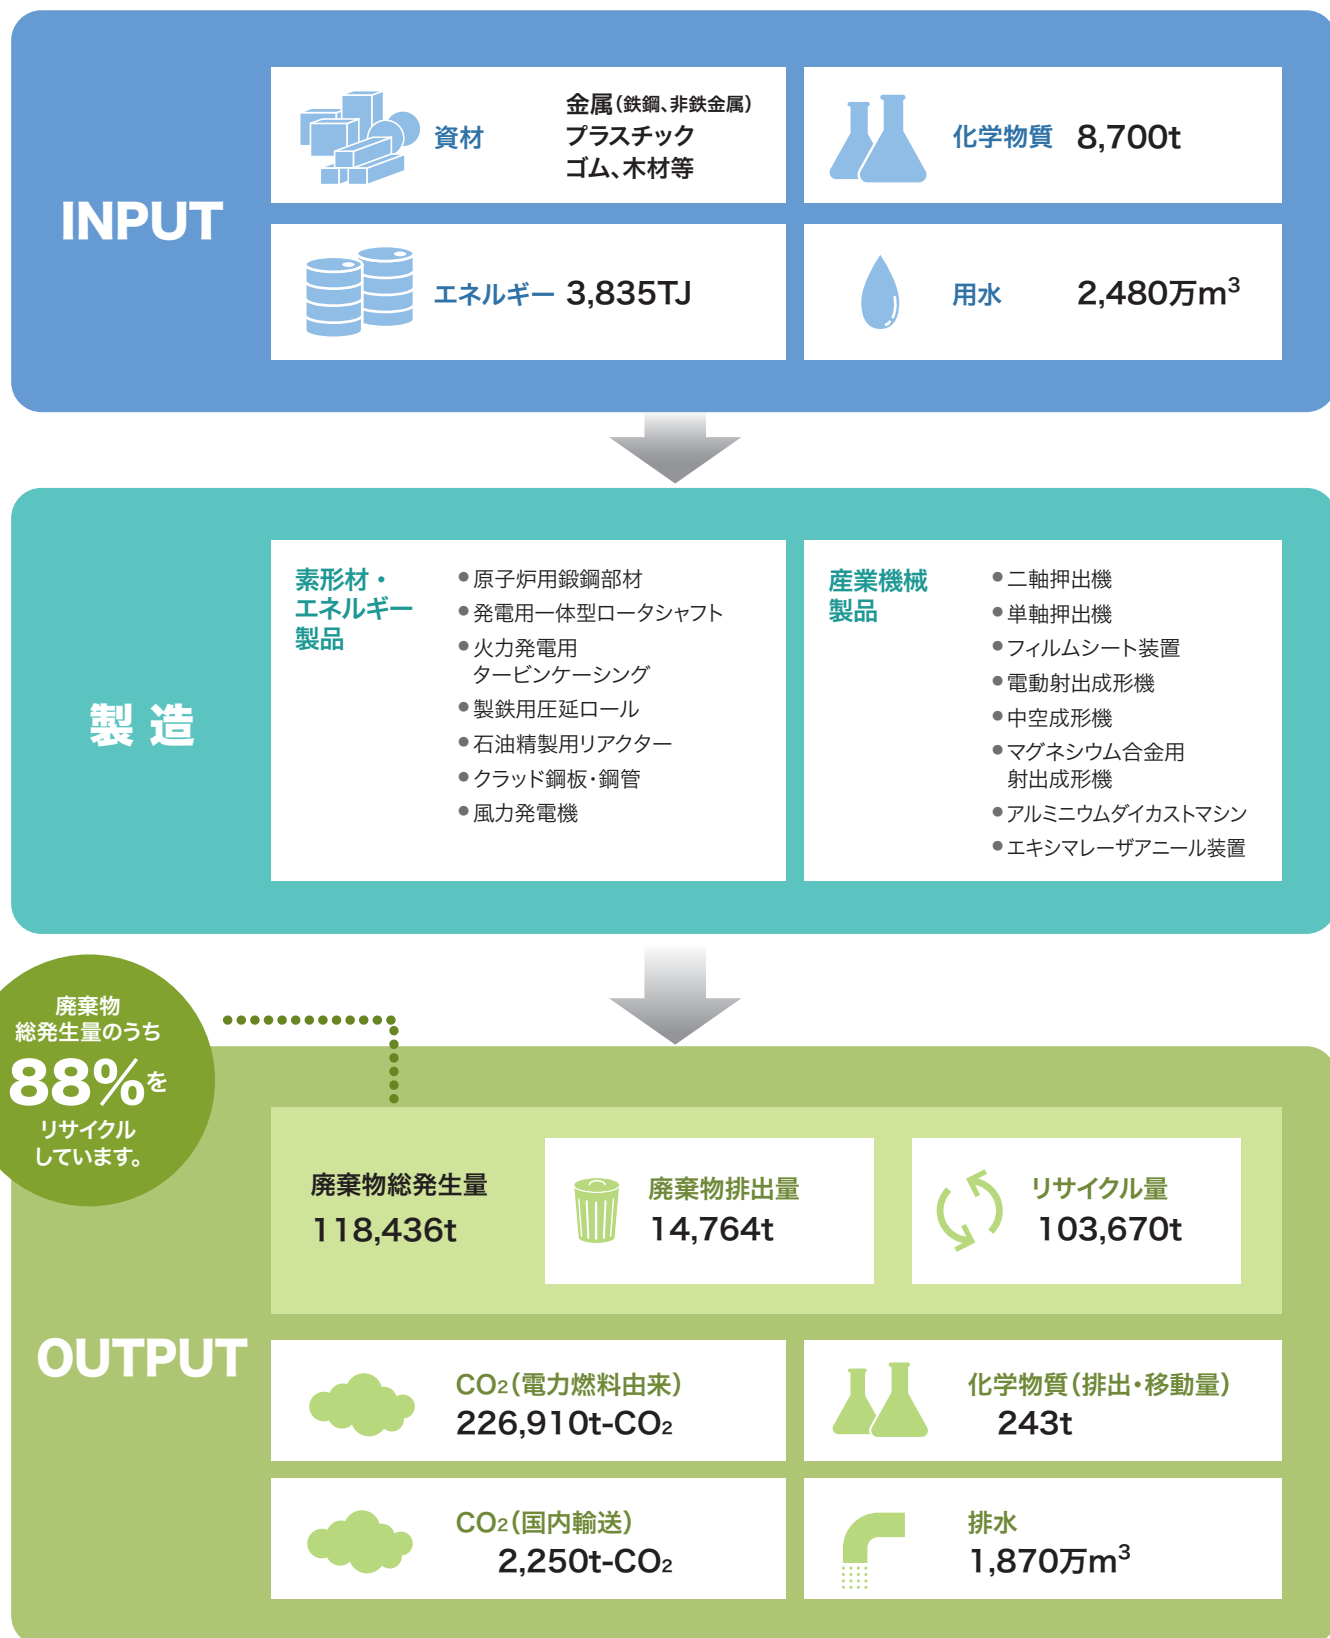 INPUT
資材
金属(鉄鋼、非鉄金属)
プラスチック
ゴム、木材等
化学物質 8,700t
エネルギー 3,835TJ
用水 2,480万m³
製造
素形材・
エネルギー
製品
●原子炉用鍛鋼部材
●発電用一体型ロータシャフト
●火力発電用
タービンケーシング
●製鉄用圧延ロール
●石油精製用リアクター
●クラッド鋼板・鋼管
●風力発電機
産業機械
製品
●二軸押出機
●単軸押出機
●フィルムシート装置
●電動射出成形機
●中空成形機
●マグネシウム合金用
射出成形機
●アルミニウムダイカストマシン
●エキシマレーザアニール装置
廃棄物
総発生量のうち
88%を
リサイクル
しています。
OUTPUT
廃棄物総発生量
118,436t
廃棄物排出量
14,764t
リサイクル量
103,670t
CO₂(電力燃料由来)
226,910t-CO₂
化学物質(排出・移動量)
243t
CO₂(国内輸送)
2,250t-CO₂
排水
1,870万m³